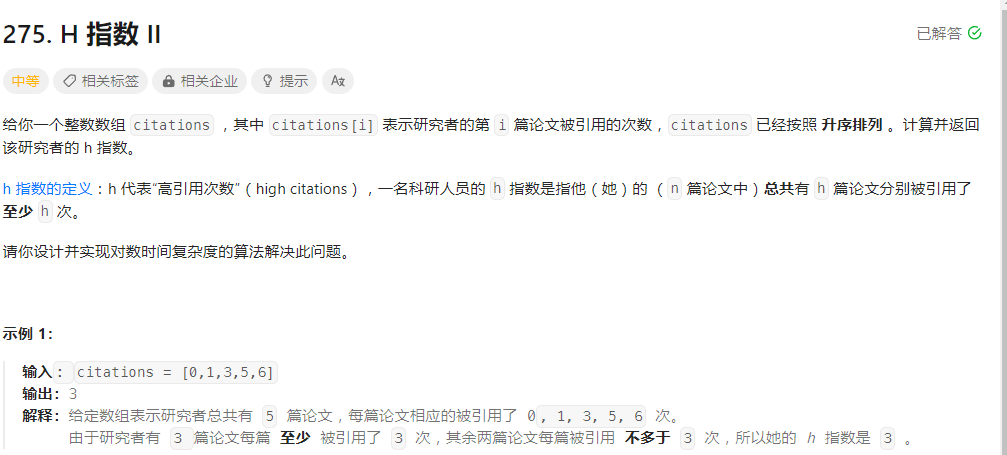 275. H 指数 II
已解答
中等 相关标签 相关企业 提示 A文
给你一个整数数组 citations ，其中 citations[i] 表示研究者的第 i 篇论文被引用的次数，citations 已经按照 升序排列 。计算并返回
该研究者的 h 指数。
h 指数的定义：h 代表“高引用次数”（high citations），一名科研人员的 h 指数是指他（她）的 （n 篇论文中）总共有 h 篇论文分别被引用了
至少 h 次。
请你设计并实现对数时间复杂度的算法解决此问题。
示例 1：
输入：citations = [0,1,3,5,6]
输出：3
解释：给定数组表示研究者总共有 5 篇论文，每篇论文相应的被引用了 0, 1, 3, 5, 6 次。
由于研究者有 3 篇论文每篇 至少 被引用了 3 次，其余两篇论文每篇被引用 不多于 3 次，所以她的 h 指数是 3 。